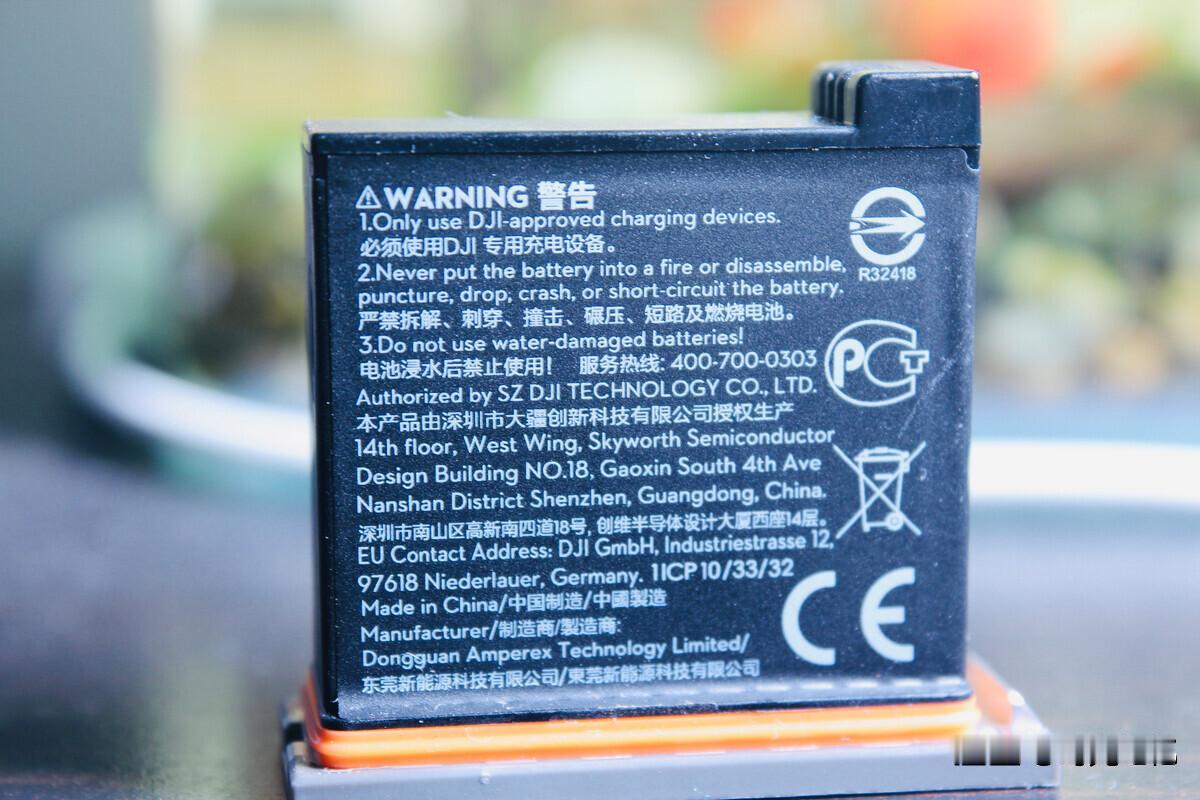 ⚠WARNING 警告
1.Only use DJI-approved charging devices.
必须使用DJI 专用充电设备。
2.Never put the battery into a fire or disassemble,
puncture, drop, crash, or short-circuit the battery.
严禁拆解、刺穿、撞击、碾压、短路及燃烧电池。
3.Do not use water-damaged batteries!
电池浸水后禁止使用! 服务热线: 400-700-0303
Authorized by SZ DJI TECHNOLOGY CO., LTD.
本产品由深圳市大疆创新科技有限公司授权生产
14th floor, West Wing, Skyworth Semiconductor
Design Building NO.18, Gaoxin South 4th Ave
Nanshan District Shenzhen, Guangdong, China.
深圳市南山区高新南四道18号, 创维半导体设计大厦西座14层。
EU Contact Address: DJI GmbH, Industriestrasse 12,
97618 Niederlauer, Germany. 1ICP10/33/32
Made in China/中国制造/中國製造
Manufacturer/制造商/製造商:
Dongguan Amperex Technology Limited/
东莞新能源科技有限公司/東莞新能源科技有限公司
R32418
PCT
CE